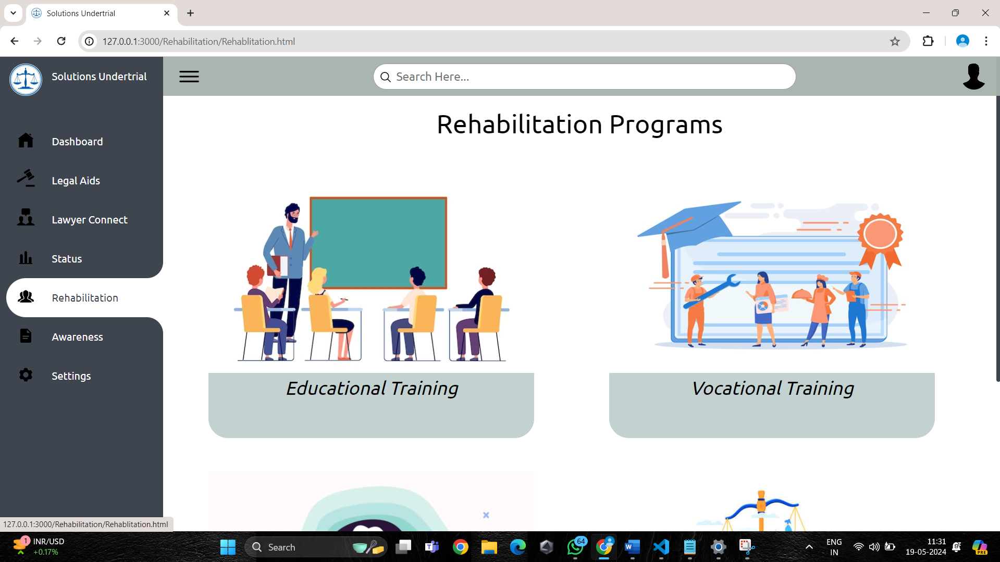 Solutions Undertrial
127.0.0.1:3000/Rehabilitation/Rehablitation.html
Solutions Undertrial
Search Here...
Dashboard
Legal Aids
Lawyer Connect
Status
Rehabilitation
Awareness
Settings
Rehabilitation Programs
Educational Training
Vocational Training
127.0.0.1:3000/Rehabilitation/Rehablitation.html
1
INR/USD
+0.17%
Search
64
ENG
IN
11:31
19-05-2024
PRE